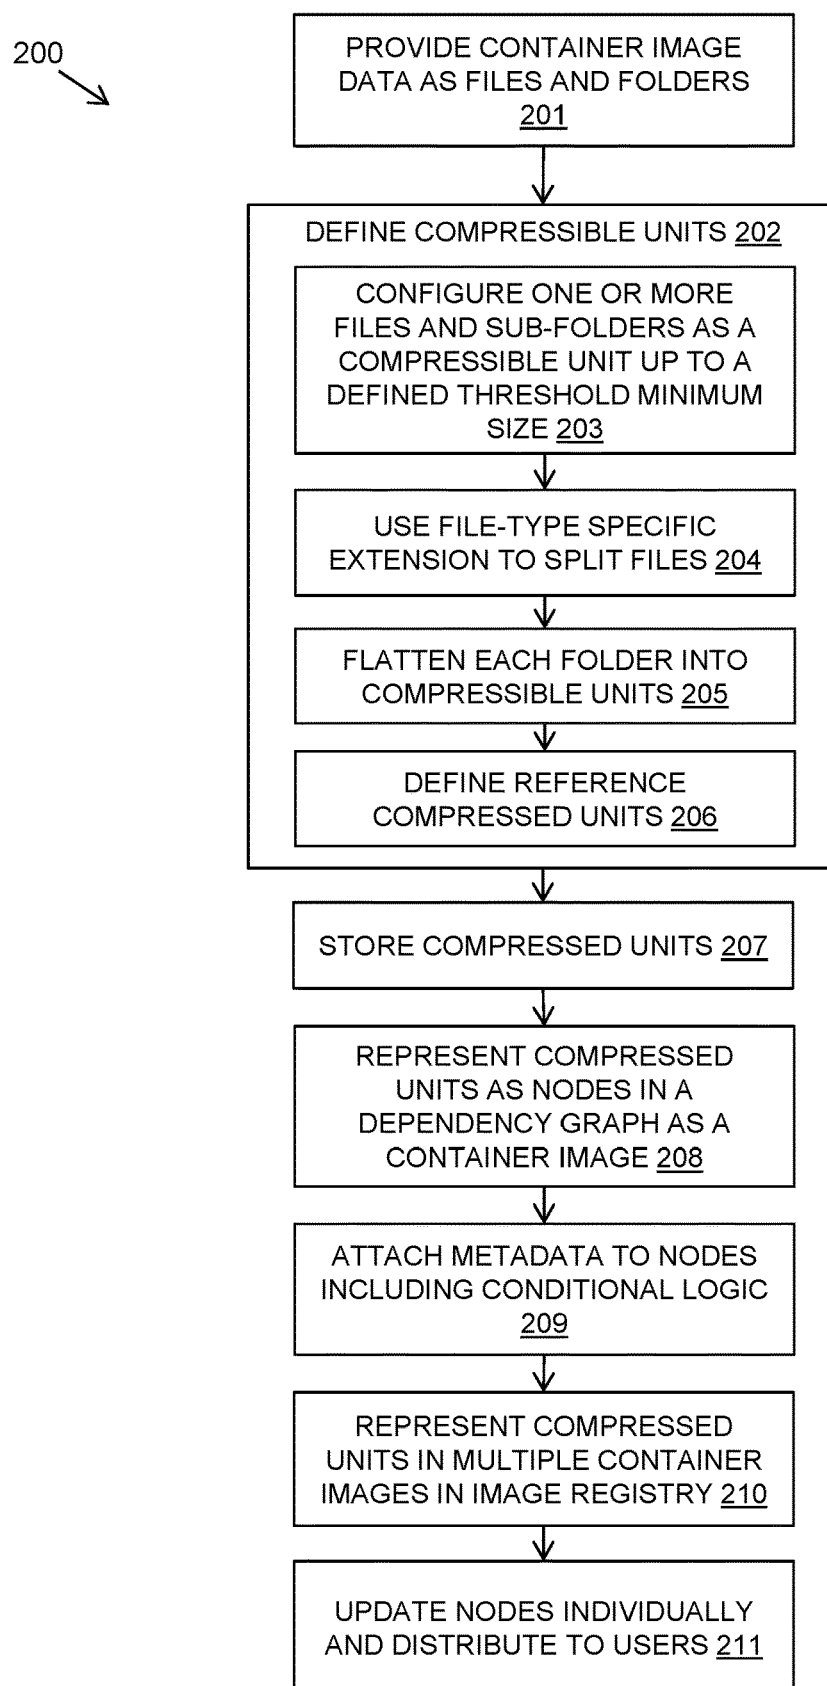 200
PROVIDE CONTAINER IMAGE
DATA AS FILES AND FOLDERS
201
DEFINE COMPRESSIBLE UNITS 202
CONFIGURE ONE OR MORE
FILES AND SUB-FOLDERS AS A
COMPRESSIBLE UNIT UP TO A
DEFINED THRESHOLD MINIMUM
SIZE 203
USE FILE-TYPE SPECIFIC
EXTENSION TO SPLIT FILES 204
FLATTEN EACH FOLDER INTO
COMPRESSIBLE UNITS 205
DEFINE REFERENCE
COMPRESSED UNITS 206
STORE COMPRESSED UNITS 207
REPRESENT COMPRESSED
UNITS AS NODES IN A
DEPENDENCY GRAPH AS A
CONTAINER IMAGE 208
ATTACH METADATA TO NODES
INCLUDING CONDITIONAL LOGIC
209
REPRESENT COMPRESSED
UNITS IN MULTIPLE CONTAINER
IMAGES IN IMAGE REGISTRY 210
UPDATE NODES INDIVIDUALLY
AND DISTRIBUTE TO USERS 211